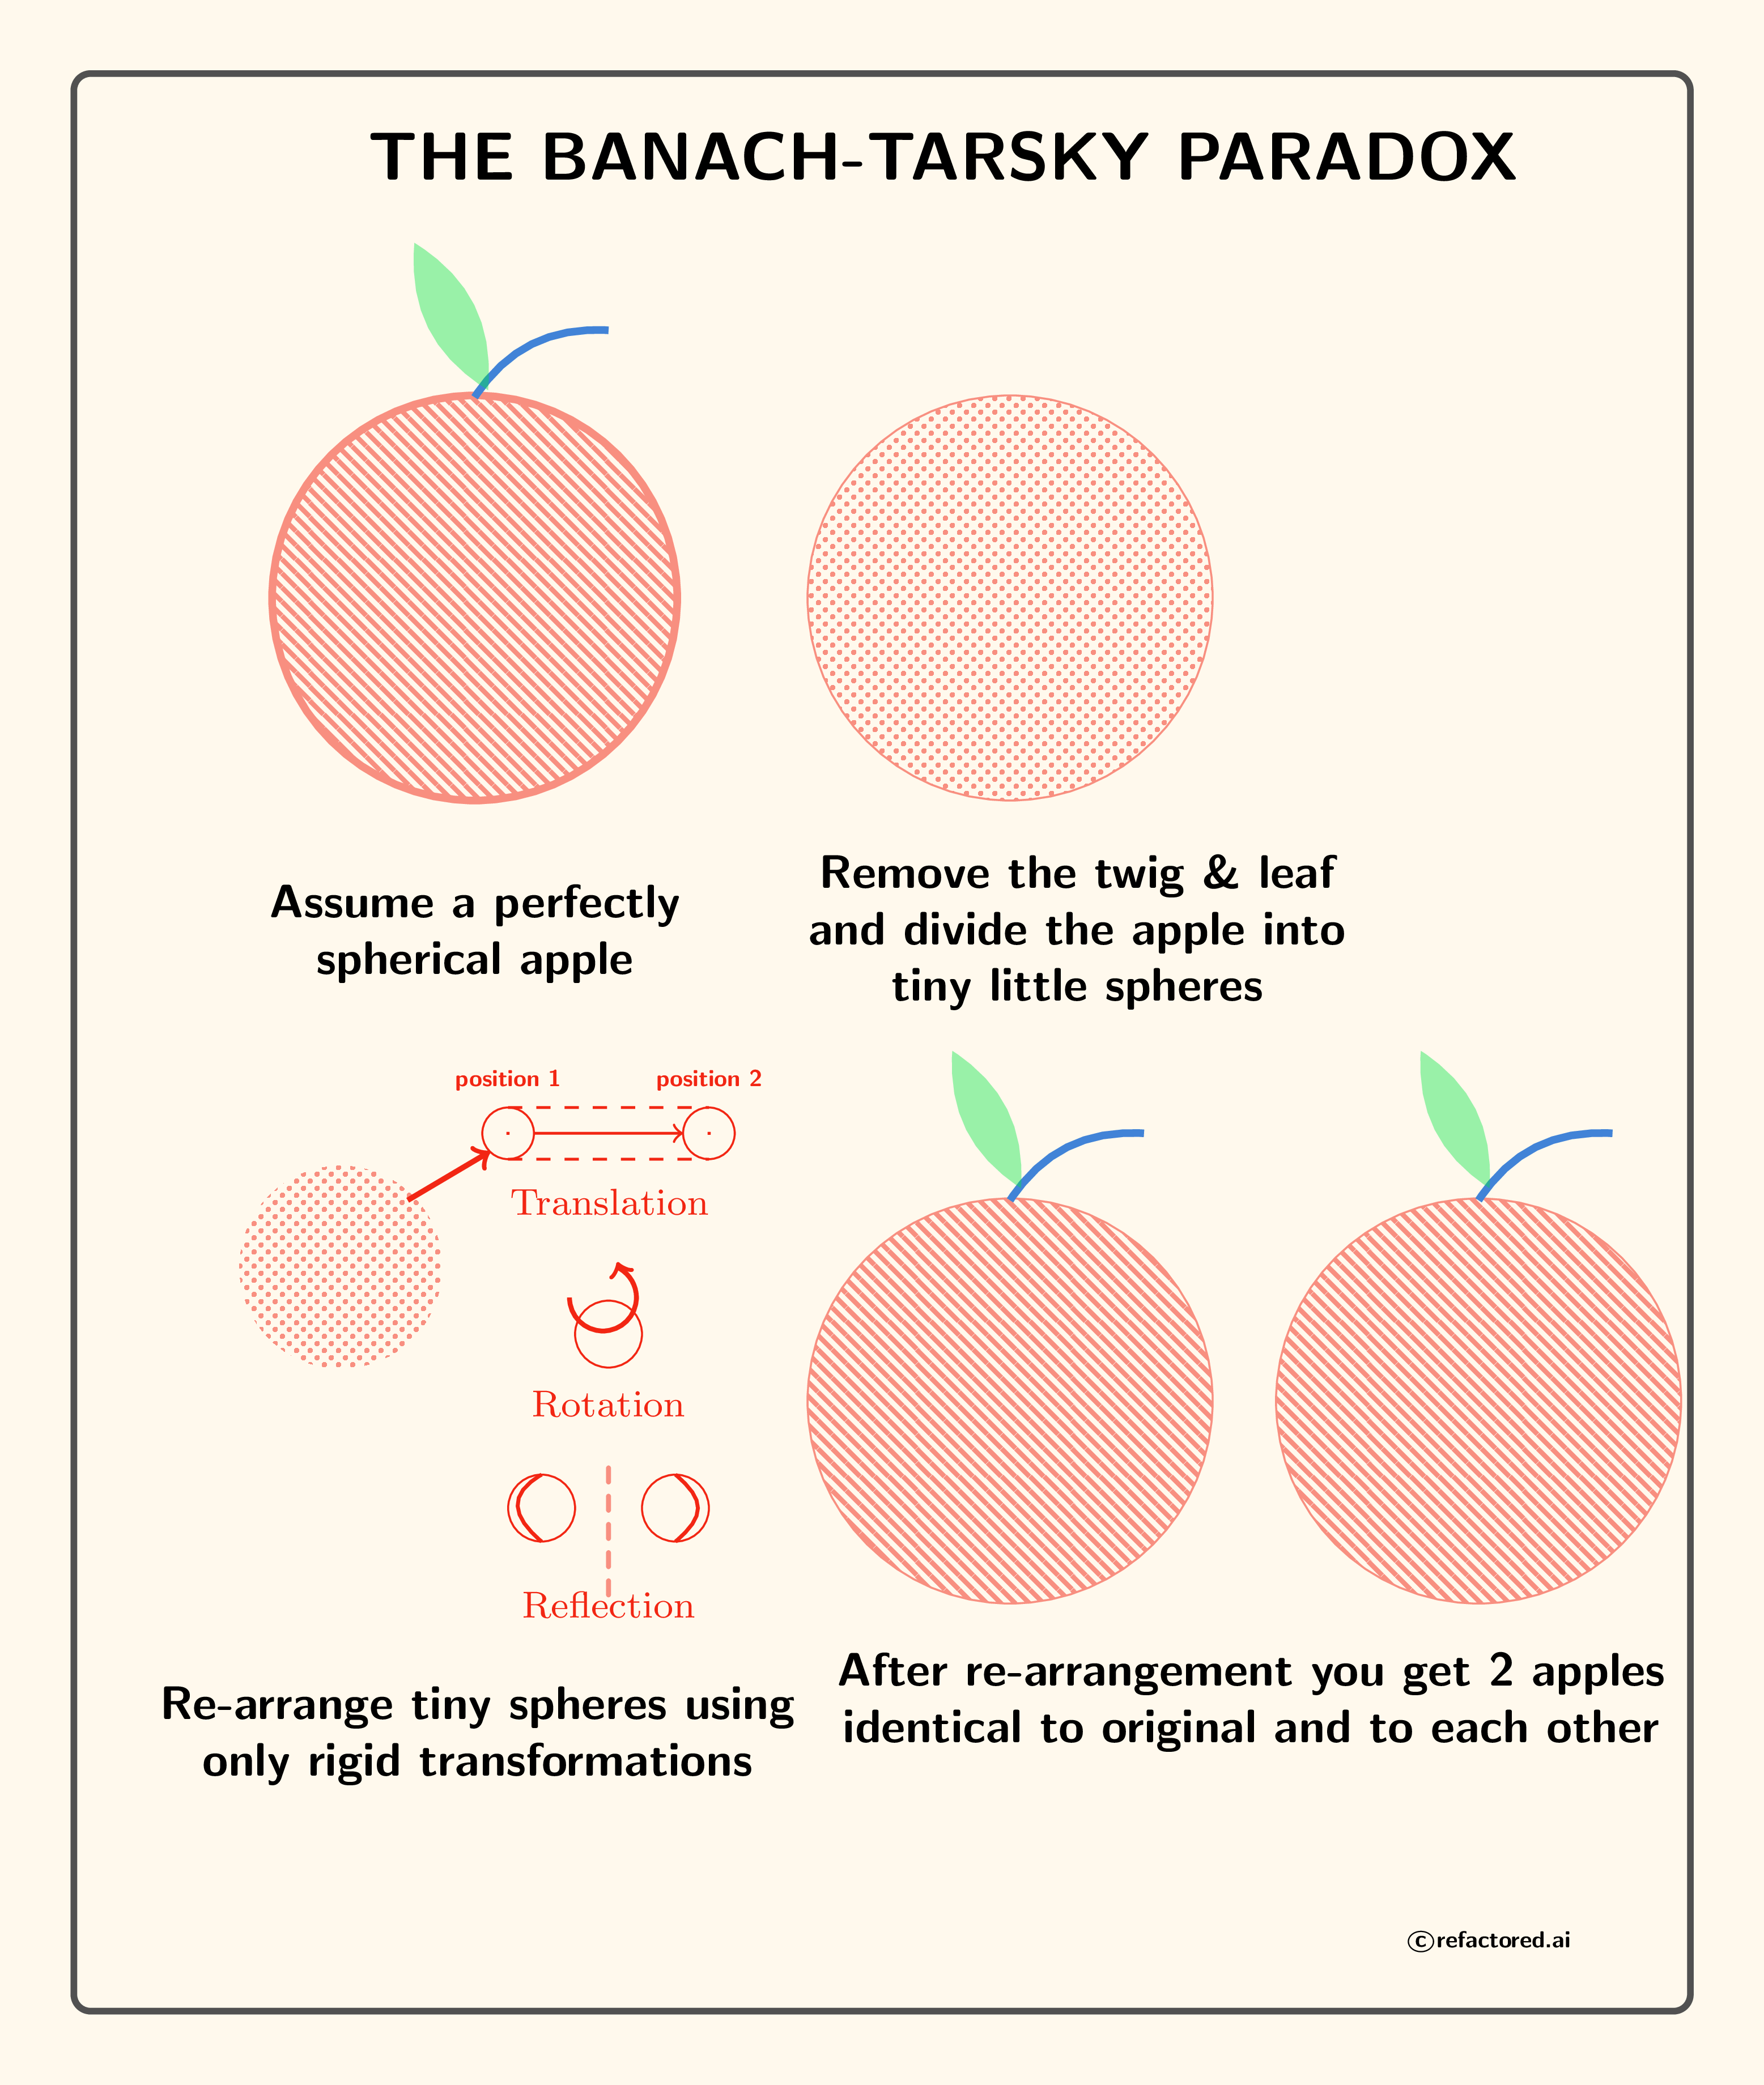 THE BANACH-TARSKY PARADOX
Assume a perfectly
spherical apple
Remove the twig & leaf
and divide the apple into
tiny little spheres
position 1
position 2
Translation
Rotation
Reflection
Re-arrange tiny spheres using
only rigid transformations
After re-arrangement you get 2 apples
identical to original and to each other
©refactored.ai